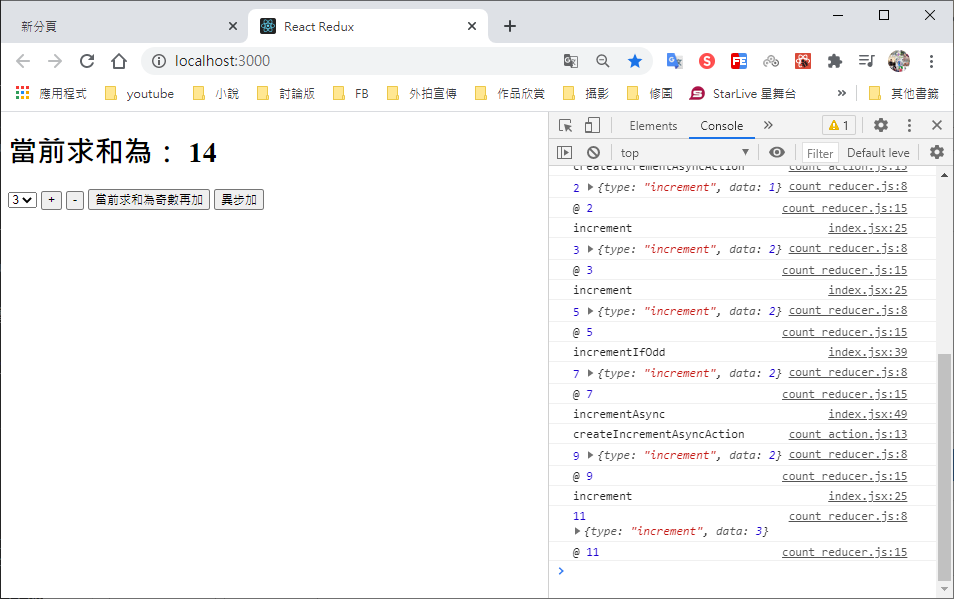 新分頁
React Redux
localhost:3000
S
FE
應用程式 youtube 小說 討論版 FB 外拍宣傳 作品欣賞 攝影 修圖 StarLive 星舞台 » 其他書籤
當前求和為： 14
3 + - 當前求和為奇數再加 異步加
Elements Console » 1
top Filter Default leve
createIncrementAsyncAction count_action.js:13
2 {type: "increment", data: 1} count_reducer.js:8
@ 2 count_reducer.js:15
increment index.jsx:25
3 {type: "increment", data: 2} count_reducer.js:8
@ 3 count_reducer.js:15
increment index.jsx:25
5 {type: "increment", data: 2} count_reducer.js:8
@ 5 count_reducer.js:15
incrementIfOdd index.jsx:39
7 {type: "increment", data: 2} count_reducer.js:8
@ 7 count_reducer.js:15
incrementAsync index.jsx:49
createIncrementAsyncAction count_action.js:13
9 {type: "increment", data: 2} count_reducer.js:8
@ 9 count_reducer.js:15
increment index.jsx:25
11 count_reducer.js:8
{type: "increment", data: 3}
@ 11 count_reducer.js:15